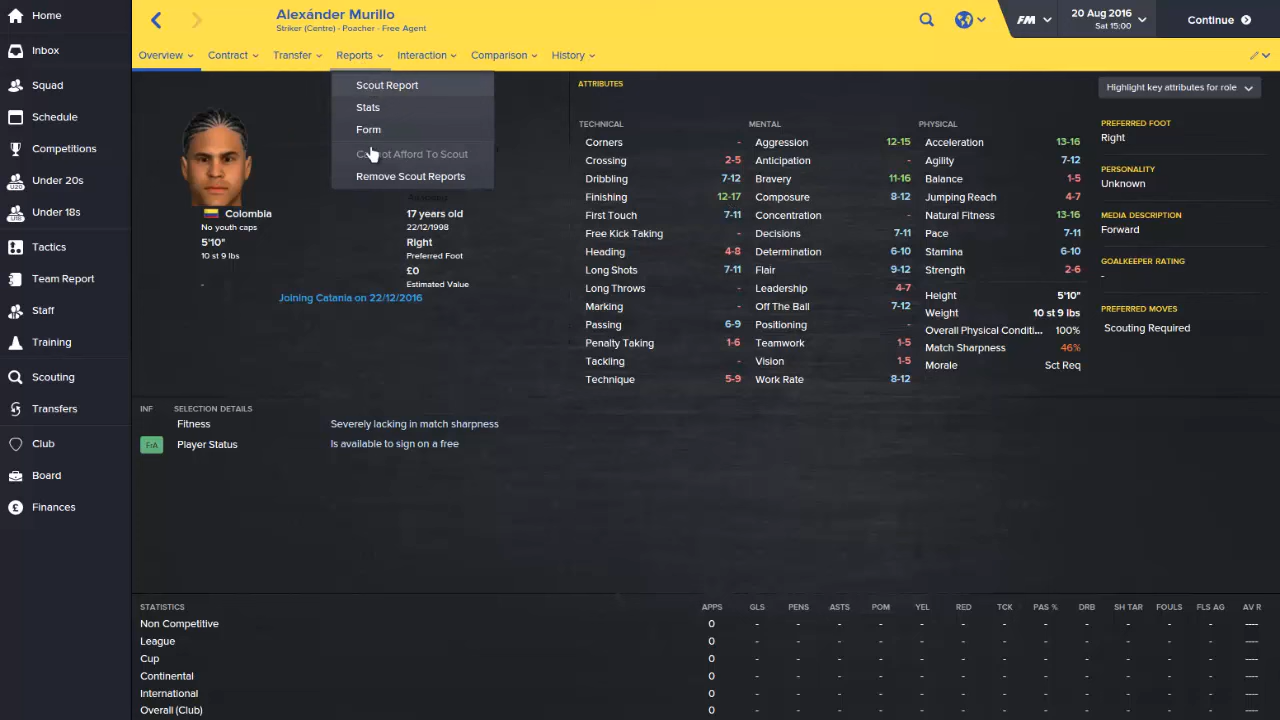 Home
Inbox
Squad
Schedule
Competitions
U20
Under 20s
U18
Under 18s
Tactics
Team Report
Staff
Training
Scouting
Transfers
Club
Board
Finances
Alexánder Murillo
Striker (Centre) - Poacher - Free Agent
FM
20 Aug 2016
Sat 15:00
Continue
Overview
Contract
Transfer
Reports
Interaction
Comparison
History
Scout Report
Stats
Form
Afford To Scout
Remove Scout Reports
Colombia
No youth caps
5'10"
10 st 9 lbs
-
17 years old
22/12/1998
Right
Preferred Foot
£0
Estimated Value
Joining Catania on 22/12/2016
ATTRIBUTES
Highlight key attributes for role
TECHNICAL
Corners -
Crossing 2-5
Dribbling 7-12
Finishing 12-17
First Touch 7-11
Free Kick Taking -
Heading 4-8
Long Shots 7-11
Long Throws -
Marking -
Passing 6-9
Penalty Taking 1-6
Tackling -
Technique 5-9
MENTAL
Aggression 12-15
Anticipation -
Bravery 11-16
Composure 8-12
Concentration -
Decisions 7-11
Determination 6-10
Flair 9-12
Leadership 4-7
Off The Ball 7-12
Positioning -
Teamwork 1-5
Vision 1-5
Work Rate 8-12
PHYSICAL
Acceleration 13-16
Agility 7-12
Balance 1-5
Jumping Reach 4-7
Natural Fitness 13-16
Pace 7-11
Stamina 6-10
Strength 2-6
Height 5'10"
Weight 10 st 9 lbs
Overall Physical Conditi... 100%
Match Sharpness 46%
Morale Sct Req
PREFERRED FOOT
Right
PERSONALITY
Unknown
MEDIA DESCRIPTION
Forward
GOALKEEPER RATING
-
PREFERRED MOVES
Scouting Required
INF SELECTION DETAILS
Fitness Severely lacking in match sharpness
FrA Player Status Is available to sign on a free
STATISTICS APPS GLS PENS ASTS POM YEL RED TCK PAS % DRB SH TAR FOULS FLS AG AV R
Non Competitive 0 - - - - - - - - - - - - ----
League 0 - - - - - - - - - - - - ----
Cup 0 - - - - - - - - - - - - ----
Continental 0 - - - - - - - - - - - - ----
International 0 - - - - - - - - - - - - ----
Overall (Club) 0 - - - - - - - - - - - - ----